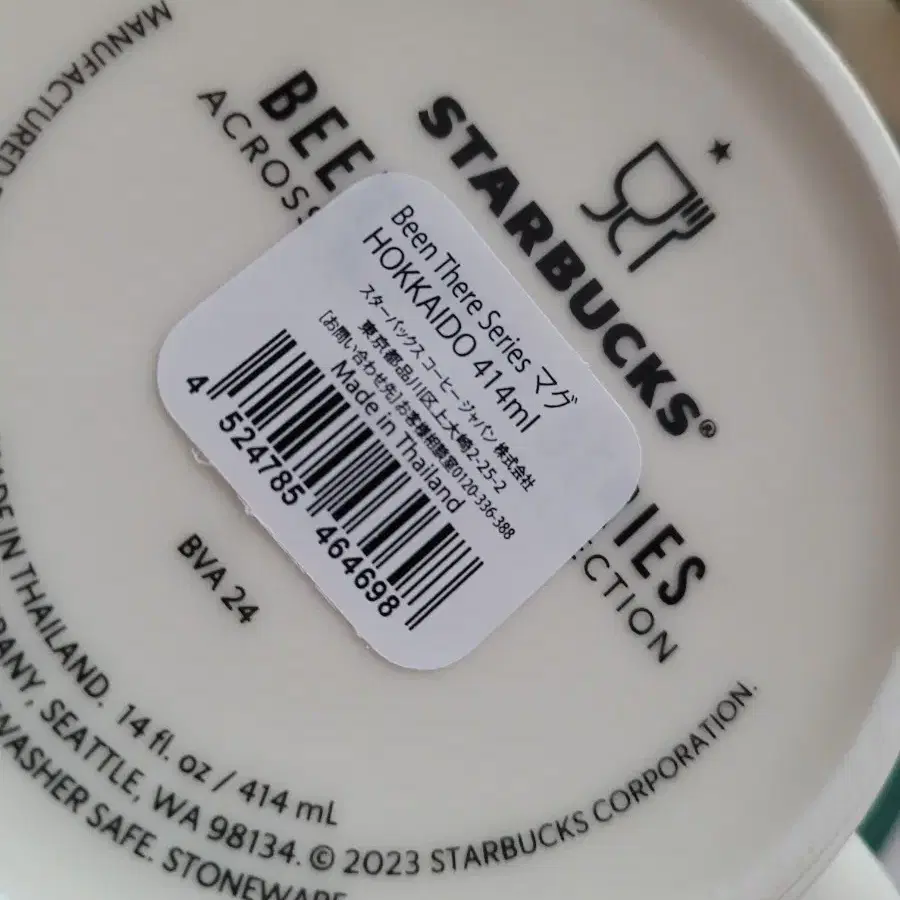 STARBUCKS®
BEE
IES
ACROSS
ECTION
Been There Series マグ
HOKKAIDO 414ml
スターバックス コーヒー ジャパン 株式会社
東京都品川区上大崎2-25-2
[お問い合わせ先]お客様相談室0120-336-388
Made in Thailand
4 524785 464698
BVA 24
MANUFACTURED
MADE IN THAILAND. 14 fl. oz / 414 mL
PANY, SEATTLE, WA 98134. © 2023 STARBUCKS CORPORATION.
WASHER SAFE. STONEWARE